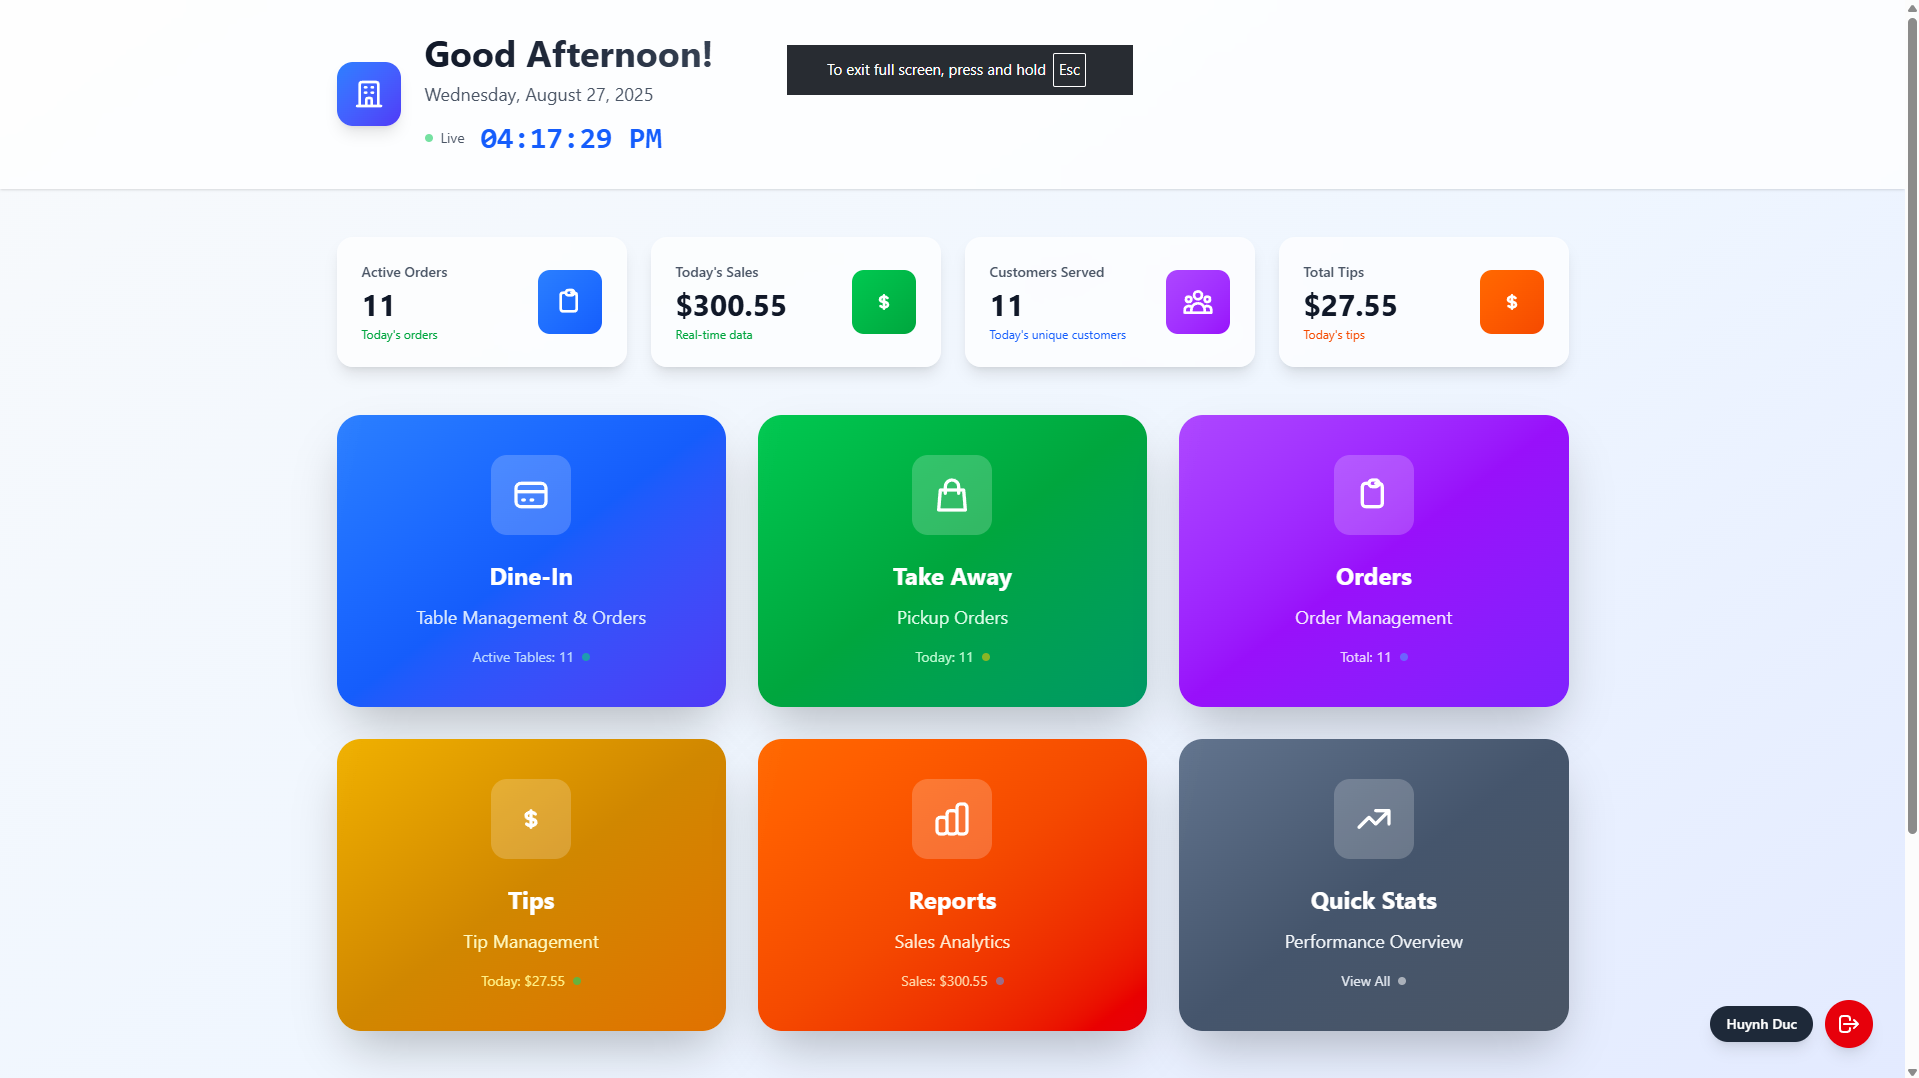 Good Afternoon!
Wednesday, August 27, 2025
Live 04:17:29 PM
To exit full screen, press and hold Esc
Active Orders
11
Today's orders
Today's Sales
$300.55
Real-time data
Customers Served
11
Today's unique customers
Total Tips
$27.55
Today's tips
Dine-In
Table Management & Orders
Active Tables: 11
Take Away
Pickup Orders
Today: 11
Orders
Order Management
Total: 11
Tips
Tip Management
Today: $27.55
Reports
Sales Analytics
Sales: $300.55
Quick Stats
Performance Overview
View All
Huynh Duc